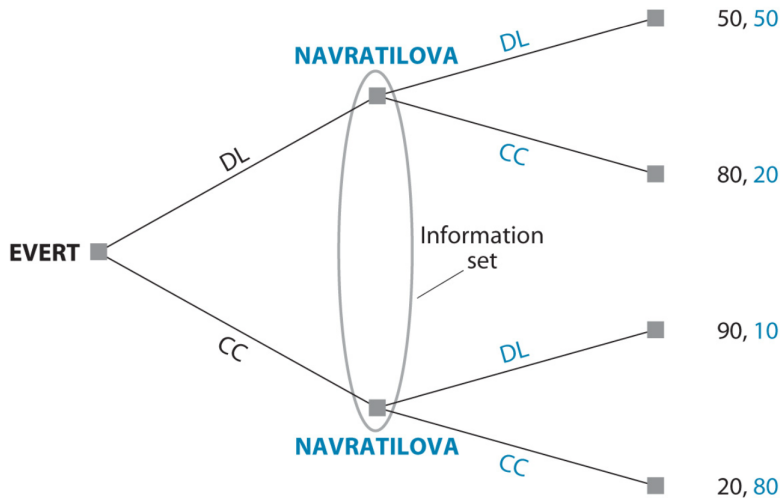 50, 50
DL
NAVRATILOVA
CC
80, 20
DL
EVERT
Information
set
CC
DL
90, 10
NAVRATILOVA
CC
20, 80